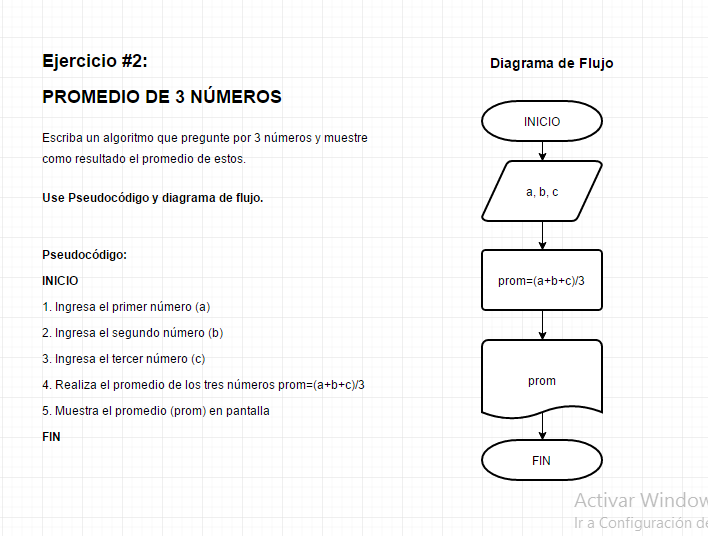 Ejercicio #2:
PROMEDIO DE 3 NÚMEROS
Escriba un algoritmo que pregunte por 3 números y muestre
como resultado el promedio de estos.
Use Pseudocódigo y diagrama de flujo.
Pseudocódigo:
INICIO
1. Ingresa el primer número (a)
2. Ingresa el segundo número (b)
3. Ingresa el tercer número (c)
4. Realiza el promedio de los tres números prom=(a+b+c)/3
5. Muestra el promedio (prom) en pantalla
FIN
Diagrama de Flujo
INICIO
a, b, c
prom=(a+b+c)/3
prom
FIN
Activar Window
Ir a Configuración de